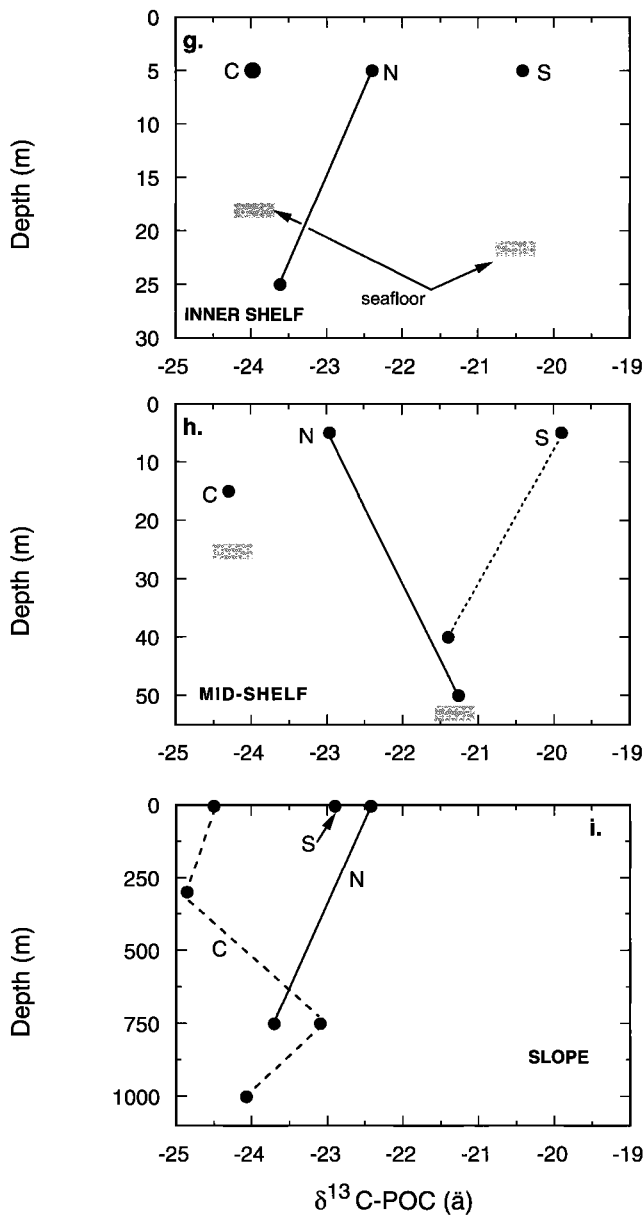 g.
0
5
10
15
20
25
30
Depth (m)
C
N
S
seafloor
INNER SHELF
-25 -24 -23 -22 -21 -20 -19
h.
0
10
20
30
40
50
Depth (m)
N
S
C
MID-SHELF
-25 -24 -23 -22 -21 -20 -19
i.
0
250
500
750
1000
Depth (m)
S
N
C
SLOPE
-25 -24 -23 -22 -21 -20 -19
δ¹³C-POC (ä)